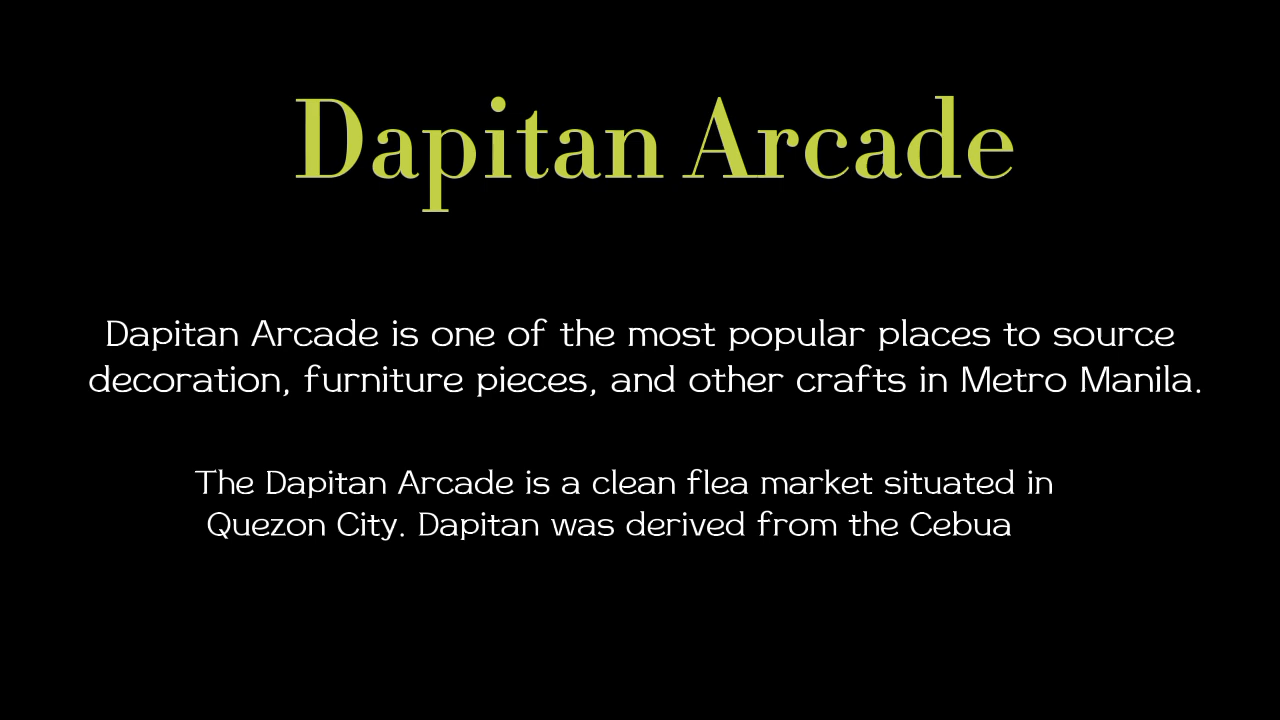 Dapitan Arcade
Dapitan Arcade is one of the most popular places to source
decoration, furniture pieces, and other crafts in Metro Manila.
The Dapitan Arcade is a clean flea market situated in
Quezon City. Dapitan was derived from the Cebua